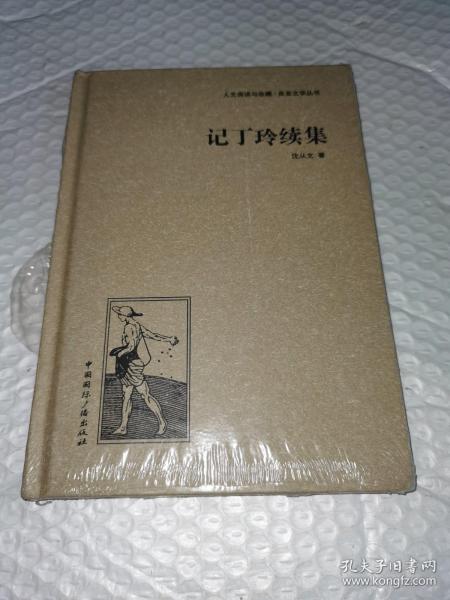 人文阅读与收藏·良友文学丛书
记丁玲续集
沈从文 著
中国国际广播出版社
孔夫子旧书网
www.kongfz.com